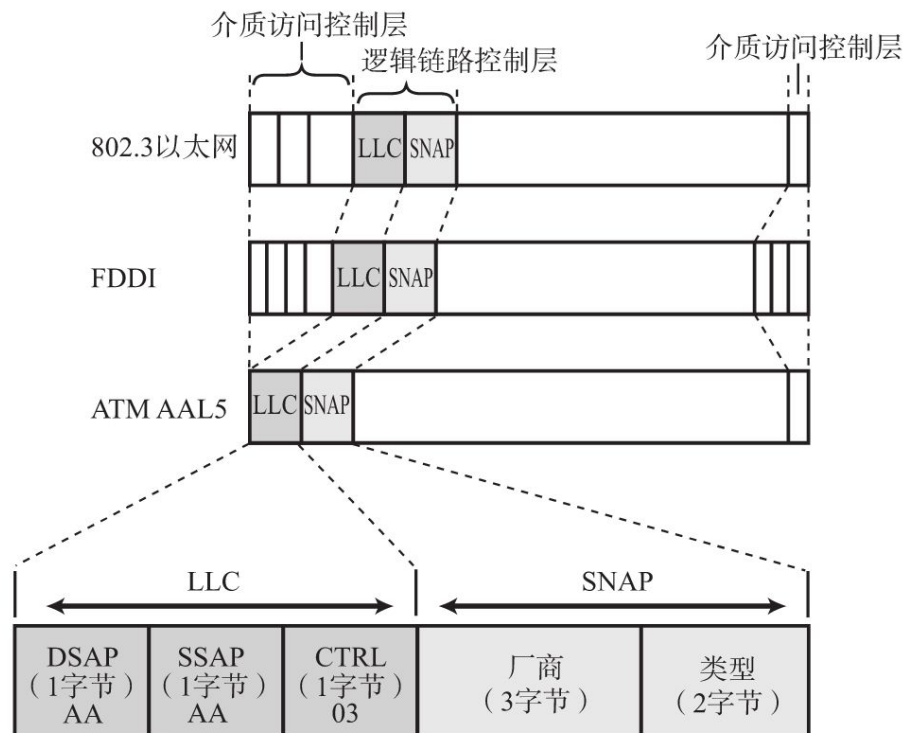 介质访问控制层
逻辑链路控制层
介质访问控制层
802.3以太网
LLC
SNAP
FDDI
LLC
SNAP
ATM AAL5
LLC
SNAP
LLC
SNAP
DSAP
（1字节）
AA
SSAP
（1字节）
AA
CTRL
（1字节）
03
厂商
（3字节）
类型
（2字节）